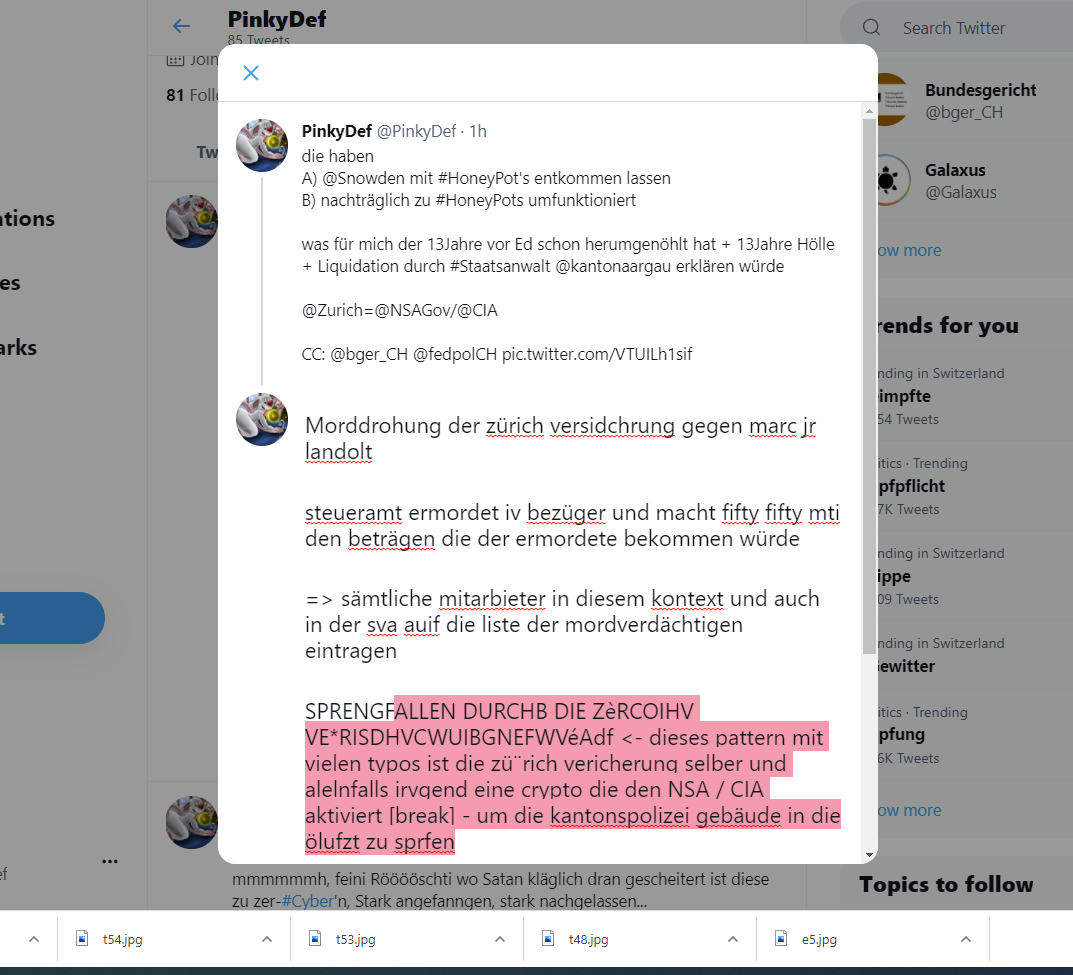 PinkyDef
85 Tweets
Search Twitter
Join
81 Follo
Tw
ations
es
arks
t
PinkyDef @PinkyDef · 1h
die haben
A) @Snowden mit #HoneyPot's entkommen lassen
B) nachträglich zu #HoneyPots umfunktioniert
was für mich der 13Jahre vor Ed schon herumgenöhlt hat + 13Jahre Hölle
+ Liquidation durch #Staatsanwalt @kantonaargau erklären würde
@Zurich=@NSAGov/@CIA
CC: @bger_CH @fedpolCH pic.twitter.com/VTUILh1sif
Morddrohung der zürich versidchrung gegen marc jr
landolt
steueramt ermordet iv bezüger und macht fifty fifty mti
den beträgen die der ermordete bekommen würde
=> sämtliche mitarbieter in diesem kontext und auch
in der sva auif die liste der mordverdächtigen
eintragen
SPRENGFALLEN DURCHB DIE ZèRCOIHV
VE*RISDHVCWUIBGNEFWVéAdf <- dieses pattern mit
vielen typos ist die zü¨rich vericherung selber und
alelnfalls irvgend eine crypto die den NSA / CIA
aktiviert [break] - um die kantonspolizei gebäude in die
ölufzt zu sprfen
Bundesgericht
@bger_CH
Galaxus
@Galaxus
ow more
rends for you
nding in Switzerland
impfte
54 Tweets
itics · Trending
pfpflicht
7K Tweets
nding in Switzerland
ippe
09 Tweets
nding in Switzerland
Gewitter
itics · Trending
pfung
6K Tweets
ow more
Topics to follow
ef
mmmmmmh, feini Rööööschti wo Satan kläglich dran gescheitert ist diese
zu zer-#Cyber'n, Stark angefanngen, stark nachgelassen...
t54.jpg
t53.jpg
t48.jpg
e5.jpg